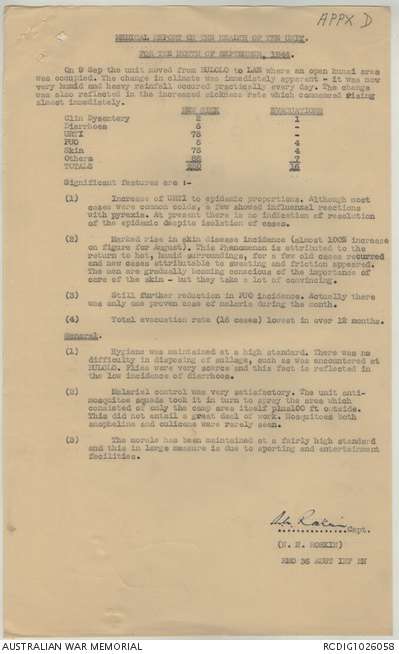 APPX D
MEDICAL REPORT ON THE HEALTH OF THE UNIT,
FOR THE MONTH OF SEPTEMBER, 1944.
On 9 Sep the unit moved from BULOLO to LAE where an open kunai area
was occupied. The change in climate was immediately apparent - it was now
very humid and heavy rainfall occured practically every day. The change
was also reflected in the increased sickness rate which commenced rising
almost immediately.
NEW SICK EVACUATIONS
Clin Dysentery 1
Diarrhoea 6 -
URTI 78 -
PUO 4
Skin 75 4
Others 7
TOTALS 16
Significant features are :-
(1) Increase of URTI to epidemic proportions. Although most
cases were common colds, a few showed influenzal reactions
with pyrexia. At present there is no indication of resolution
of the epidemic despite isolation of cases.
(2) Marked rise in skin disease incidence (almost 100% increase
on figure for August). This Phenomenon is attributed to the
return to hot, humid surroundings, for a few old cases recurred
and new cases attributable to sweating and friction appeared.
The men are gradually becoming conscious of the importance of
care of the skin - but they take a lot of convincing.
(3) Still further reduction in PUO incidence. Actually there
was only one proven case of malaria during the month.
(4) Total evacuation rate (16 cases) lowest in over 12 months.
General.
(1) Hygiene was maintained at a high standard. There was no
difficulty in disposing of sullage, such as was encountered at
BULOLO. Flies were very scarce and this fact is reflected in
the low incidence of diarrhoea.
(2) Malarial control was very satisfactory. The unit anti-
mosquitoe squads took it in turn to spray the area which
consisted of only the camp area itself plus100 ft outside.
This did not entail a great deal of work. Mosquitoes both
anopheline and culicene were rarely seen.
(3) The morale has been maintained at a fairly high standard
and this in large measure is due to sporting and entertainment
facilities.
Capt.
(N. H. ROSKIN)
RMO 36 AUST INF BN
AUSTRALIAN WAR MEMORIAL
RCDIG1026058